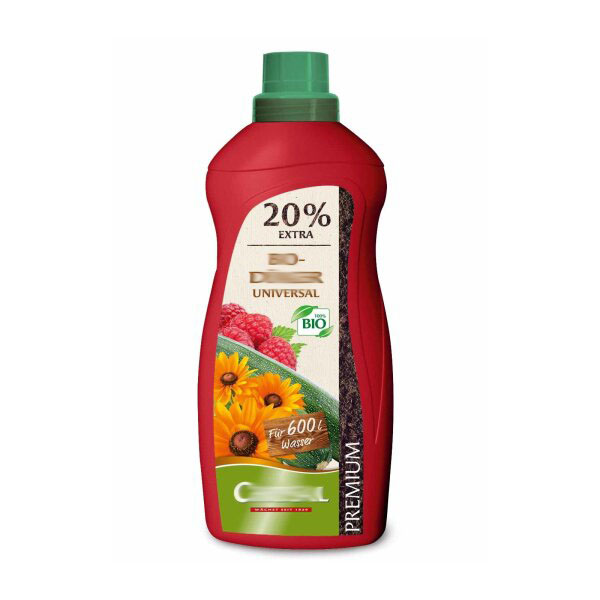 20%
EXTRA
UNIVERSAL
100%
BIO
Für 600 l
Wasser
PREMIUM